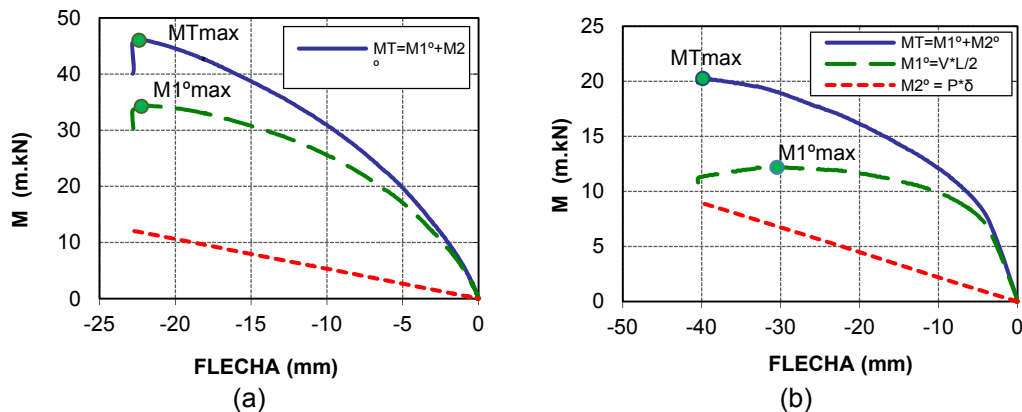 50
40
30
20
10
0
M (m.kN)
MTmax
M1ºmax
MT=M1º+M2
º
-25
-20
-15
-10
-5
0
FLECHA (mm)
(a)
25
20
15
10
5
0
M (m.kN)
MTmax
M1ºmax
MT=M1º+M2º
M1º=V*L/2
M2º = P*δ
-50
-40
-30
-20
-10
0
FLECHA (mm)
(b)